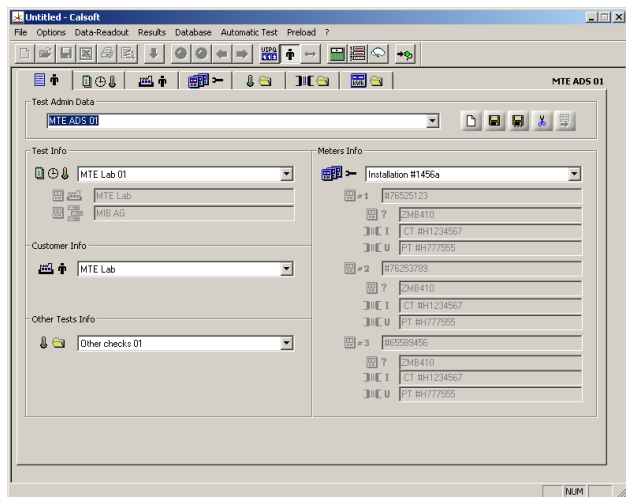 Untitled - Calsoft
File Options Data-Readout Results Database Automatic Test Preload ?
MTE ADS 01
Test Admin Data
MTE ADS 01
Test Info
MTE Lab 01
MTE Lab
MIB AG
Customer Info
MTE Lab
Other Tests Info
Other checks 01
Meters Info
Installation #1456a
#1 #76525123
? ZMB410
I CT #H1234567
U PT #H777555
#2 #76253789
? ZMB410
I CT #H1234567
U PT #H777555
#3 #65589456
? ZMB410
I CT #H1234567
U PT #H777555
NUM